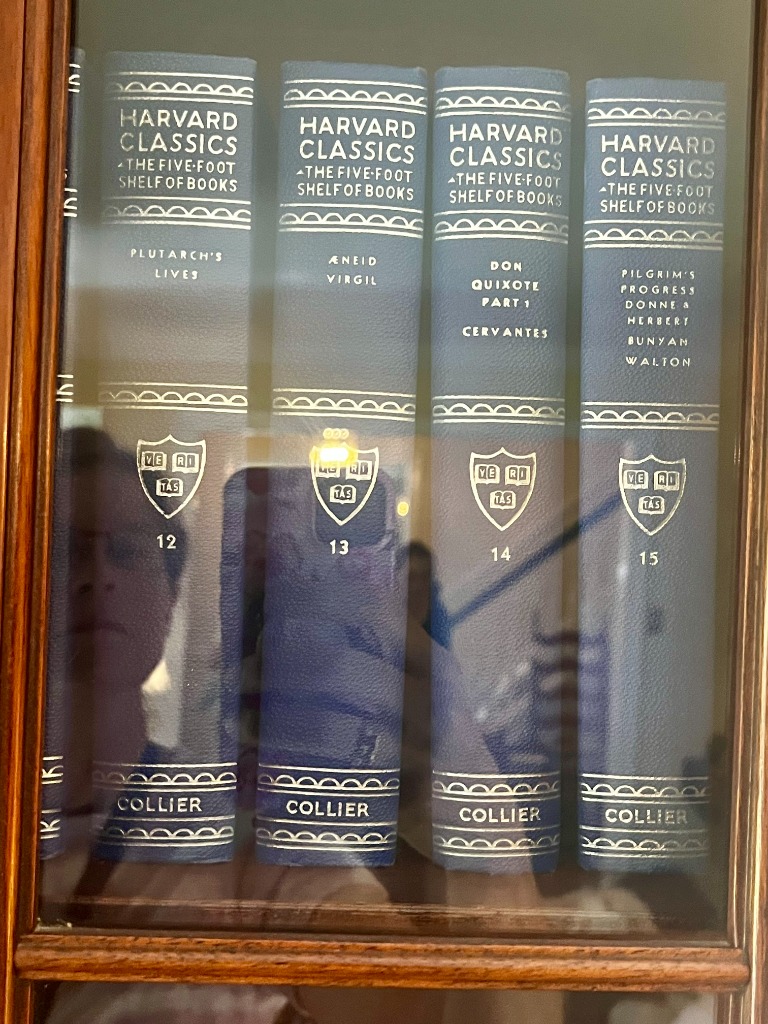 HARVARD
CLASSICS
THE FIVE-FOOT
SHELF OF BOOKS
PLUTARCH'S
LIVES
VE RI
TAS
12
COLLIER
HARVARD
CLASSICS
THE FIVE-FOOT
SHELF OF BOOKS
ÆNEID
VIRGIL
VE RI
TAS
13
COLLIER
HARVARD
CLASSICS
THE FIVE-FOOT
SHELF OF BOOKS
DON
QUIXOTE
PART 1
CERVANTES
VE RI
TAS
14
COLLIER
HARVARD
CLASSICS
THE FIVE-FOOT
SHELF OF BOOKS
PILGRIM'S
PROGRESS
DONNE &
HERBERT
BUNYAN
WALTON
VE RI
TAS
15
COLLIER